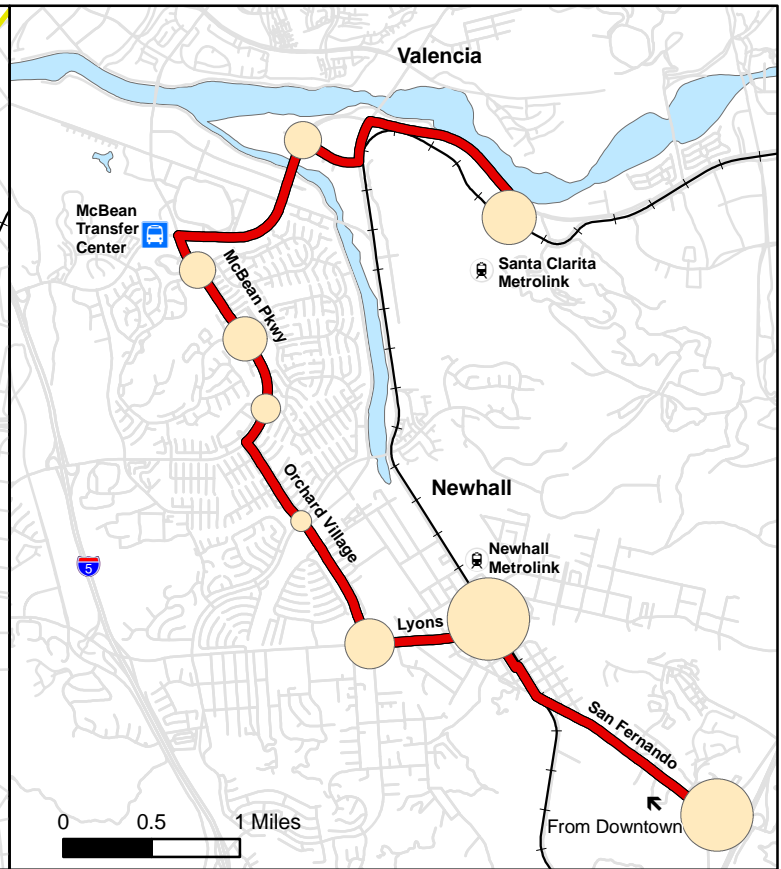 Valencia
McBean
Transfer
Center
McBean Pkwy
Santa Clarita
Metrolink
Orchard Village
Newhall
Newhall
Metrolink
5
Lyons
San Fernando
0 0.5 1 Miles
From Downtown